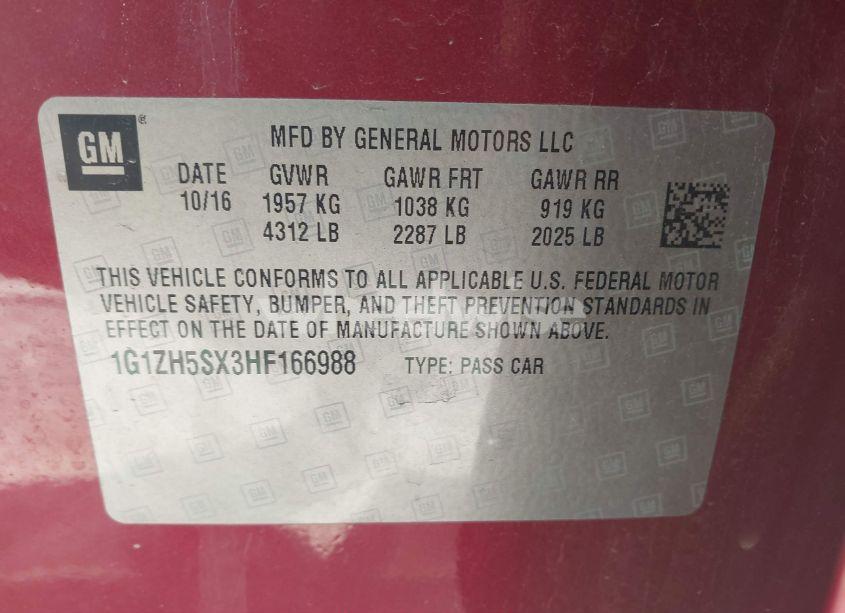 GM®
MFD BY GENERAL MOTORS LLC
DATE GVWR GAWR FRT GAWR RR
10/16 1957 KG 1038 KG 919 KG
4312 LB 2287 LB 2025 LB
THIS VEHICLE CONFORMS TO ALL APPLICABLE U.S. FEDERAL MOTOR
VEHICLE SAFETY, BUMPER, AND THEFT PREVENTION STANDARDS IN
EFFECT ON THE DATE OF MANUFACTURE SHOWN ABOVE.
1G1ZH5SX3HF166988 TYPE: PASS CAR